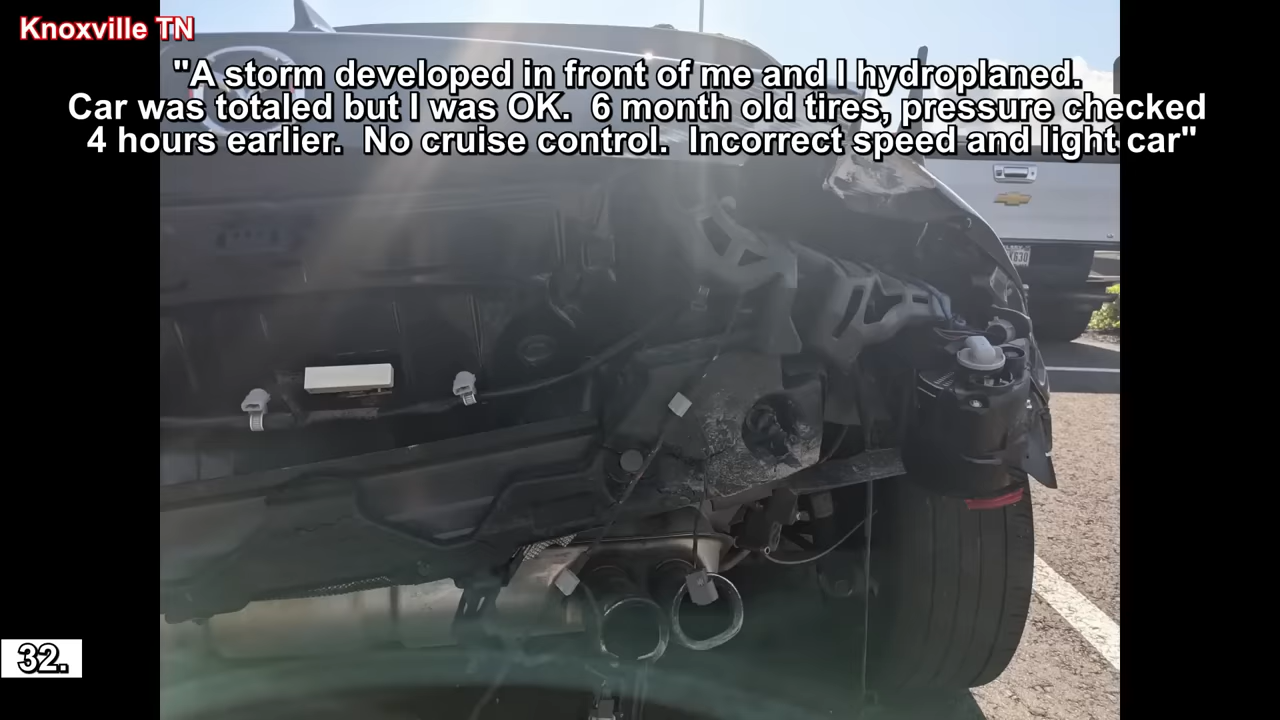 Knoxville TN
"A storm developed in front of me and I hydroplaned.
Car was totaled but I was OK.  6 month old tires, pressure checked
4 hours earlier.  No cruise control.  Incorrect speed and light car"
32.